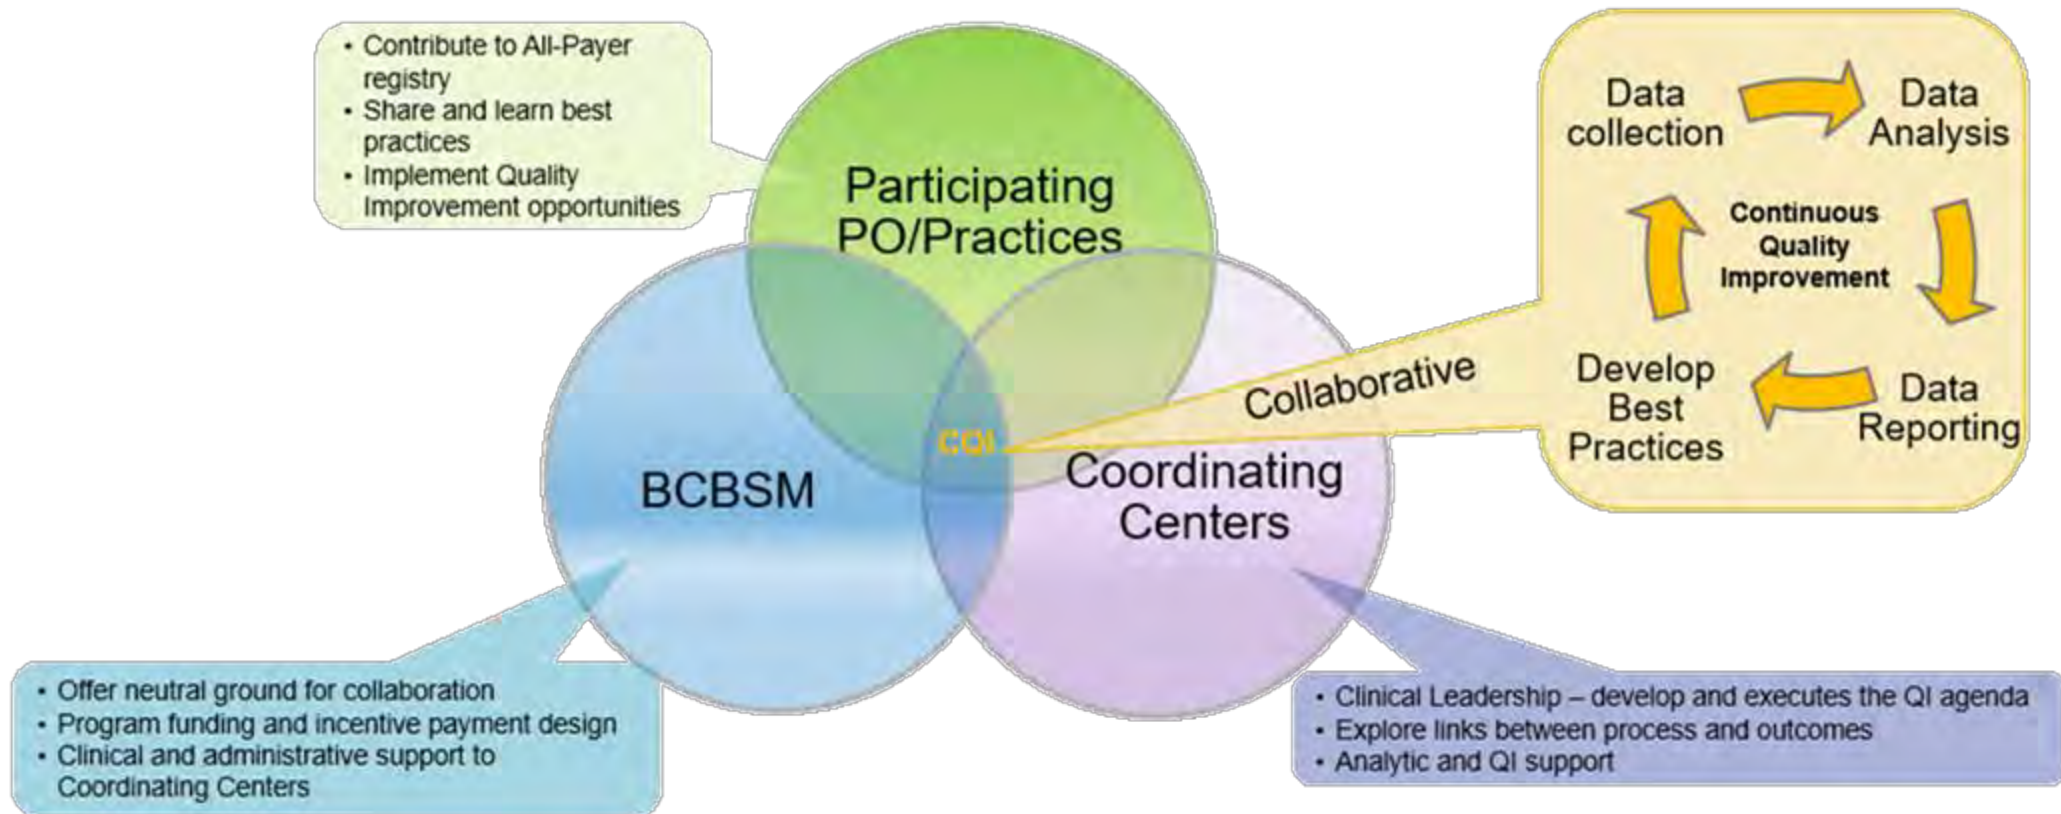 • Contribute to All-Payer
registry
• Share and learn best
practices
• Implement Quality
Improvement opportunities
Participating
PO/Practices
BCBSM
CQI
Coordinating
Centers
Collaborative
Data
collection
Data
Analysis
Continuous
Quality
Improvement
Develop
Best
Practices
Data
Reporting
• Offer neutral ground for collaboration
• Program funding and incentive payment design
• Clinical and administrative support to
Coordinating Centers
• Clinical Leadership – develop and executes the QI agenda
• Explore links between process and outcomes
• Analytic and QI support